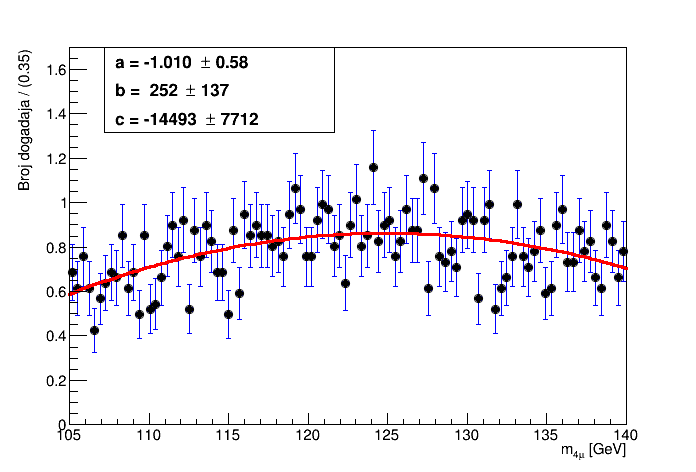 Broj dogadaja / (0.35)
1.6
1.4
1.2
1
0.8
0.6
0.4
0.2
0
a = -1.010 ± 0.58
b = 252 ± 137
c = -14493 ± 7712
105 110 115 120 125 130 135 140
m4μ [GeV]